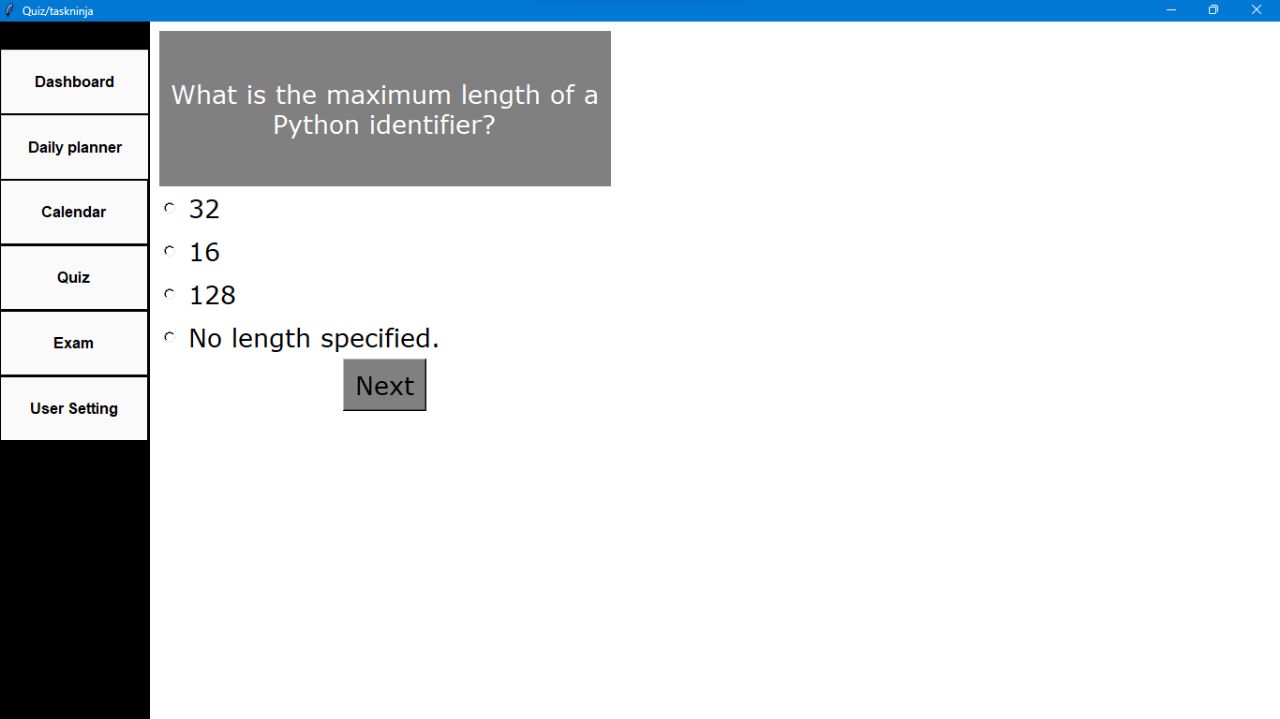 Quiz/taskninja
Dashboard
Daily planner
Calendar
Quiz
Exam
User Setting
What is the maximum length of a
Python identifier?
32
16
128
No length specified.
Next